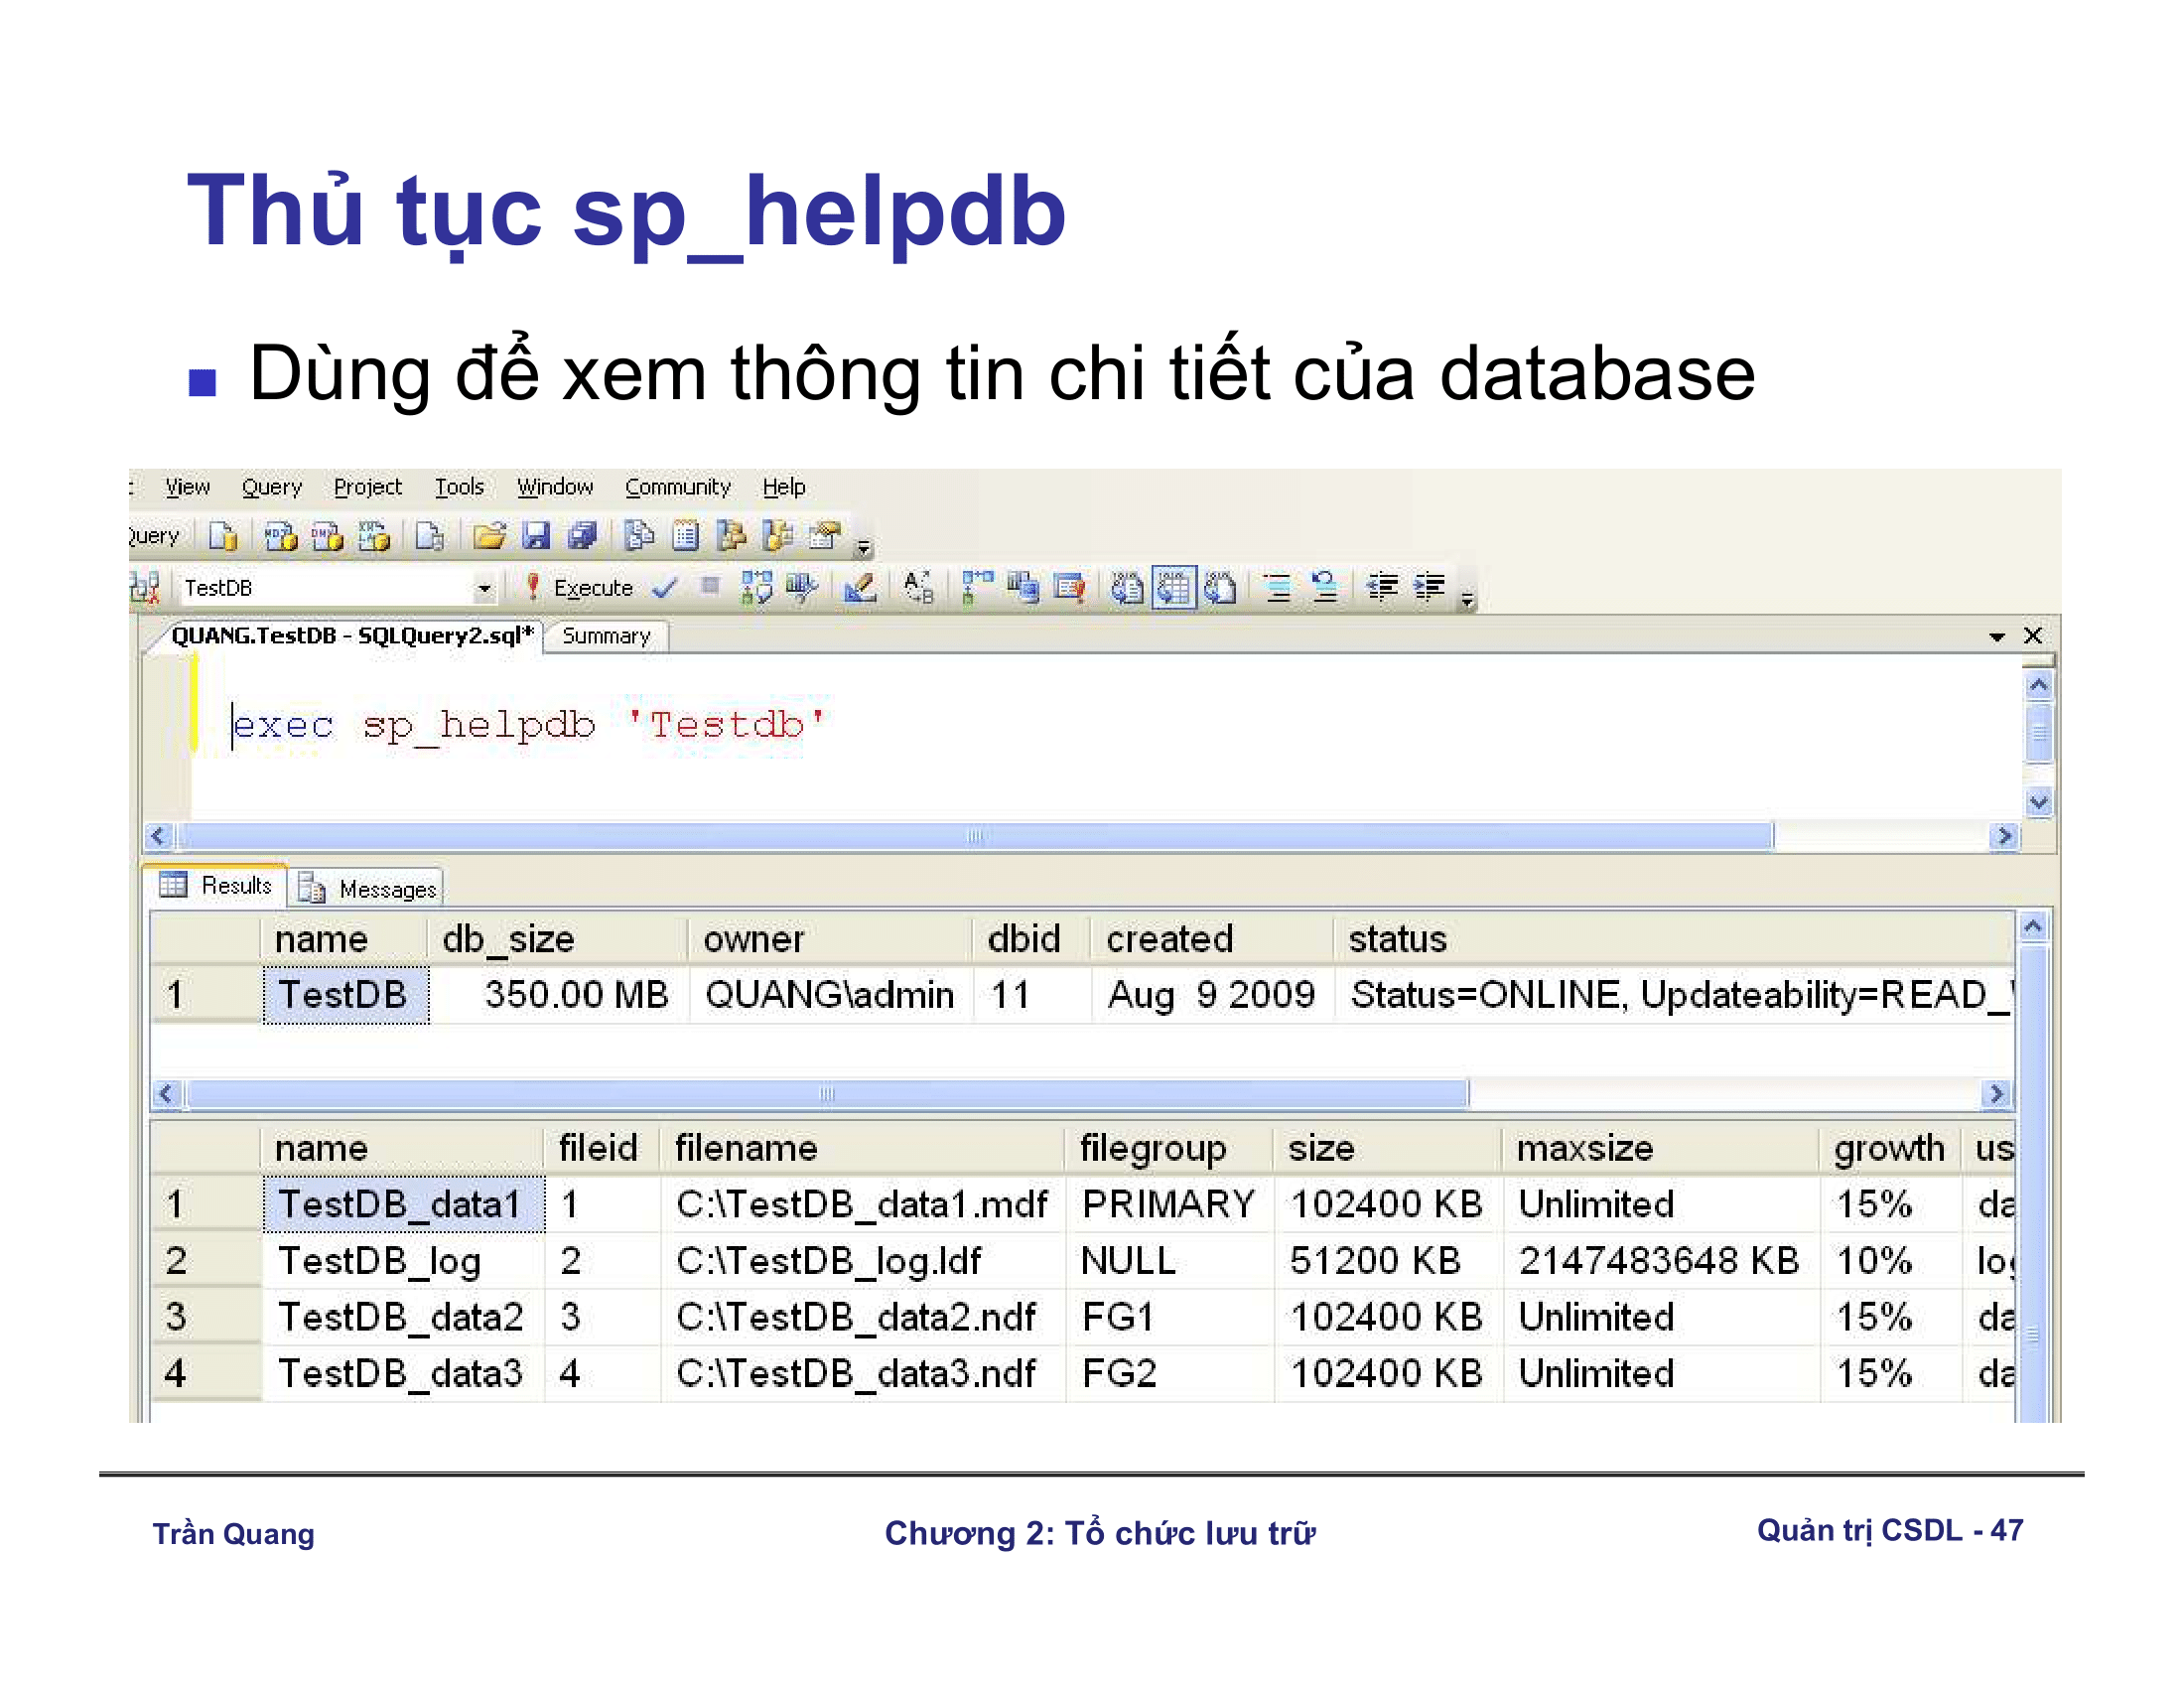 Thủ tục sp_helpdb
Dùng để xem thông tin chi tiết của database
View Query Project Tools Window Community Help
TestDB Execute
QUANG.TestDB - SQLQuery2.sql* Summary
exec sp_helpdb 'Testdb'
Results Messages
name db_size owner dbid created status
1 TestDB 350.00 MB QUANG\admin 11 Aug 9 2009 Status=ONLINE, Updateability=READ_
name fileid filename filegroup size maxsize growth us
1 TestDB_data1 1 C:\TestDB_data1.mdf PRIMARY 102400 KB Unlimited 15% da
2 TestDB_log 2 C:\TestDB_log.ldf NULL 51200 KB 2147483648 KB 10% log
3 TestDB_data2 3 C:\TestDB_data2.ndf FG1 102400 KB Unlimited 15% da
4 TestDB_data3 4 C:\TestDB_data3.ndf FG2 102400 KB Unlimited 15% da
Trần Quang Chương 2: Tổ chức lưu trữ Quản trị CSDL - 47